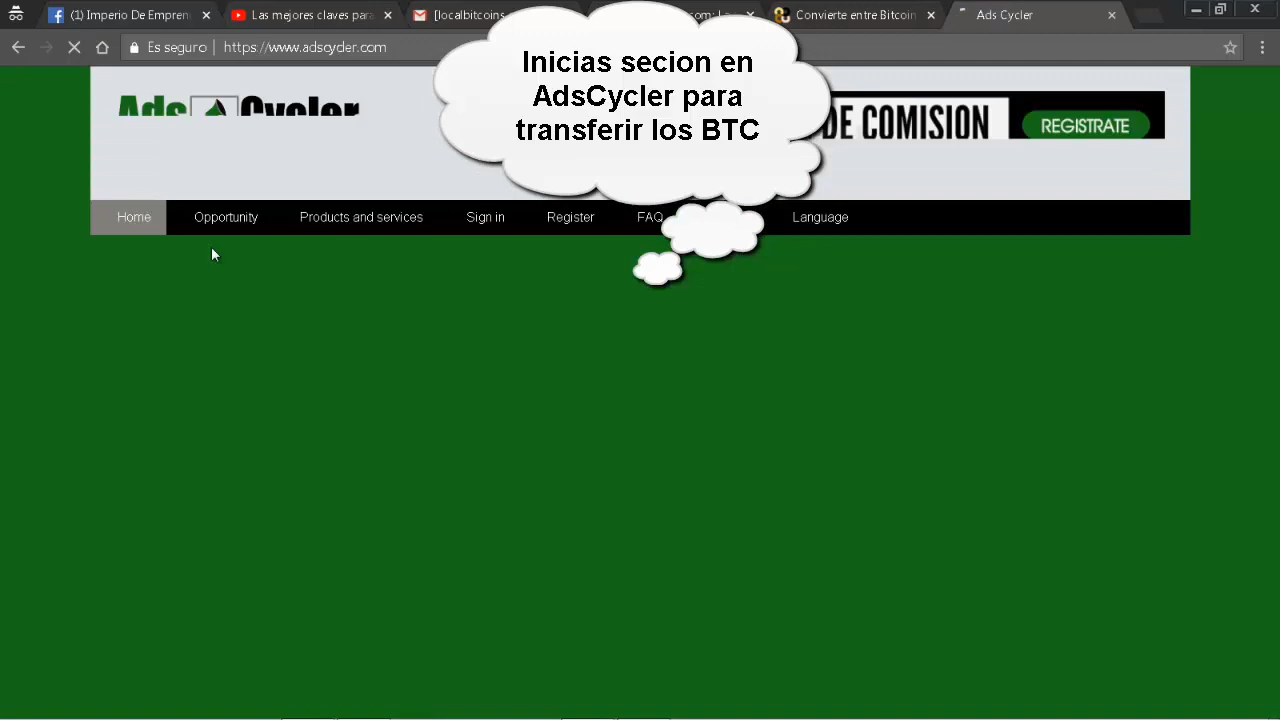 (1) Imperio De Empren
Las mejores claves para
[localbitcoins
Convierte entre Bitcoin
Ads Cycler
Es seguro
https://www.adscycler.com
Inicias secion en
AdsCycler para
transferir los BTC
Ads Cycler
DE COMISION
REGISTRATE
Home
Opportunity
Products and services
Sign in
Register
FAQ
Language